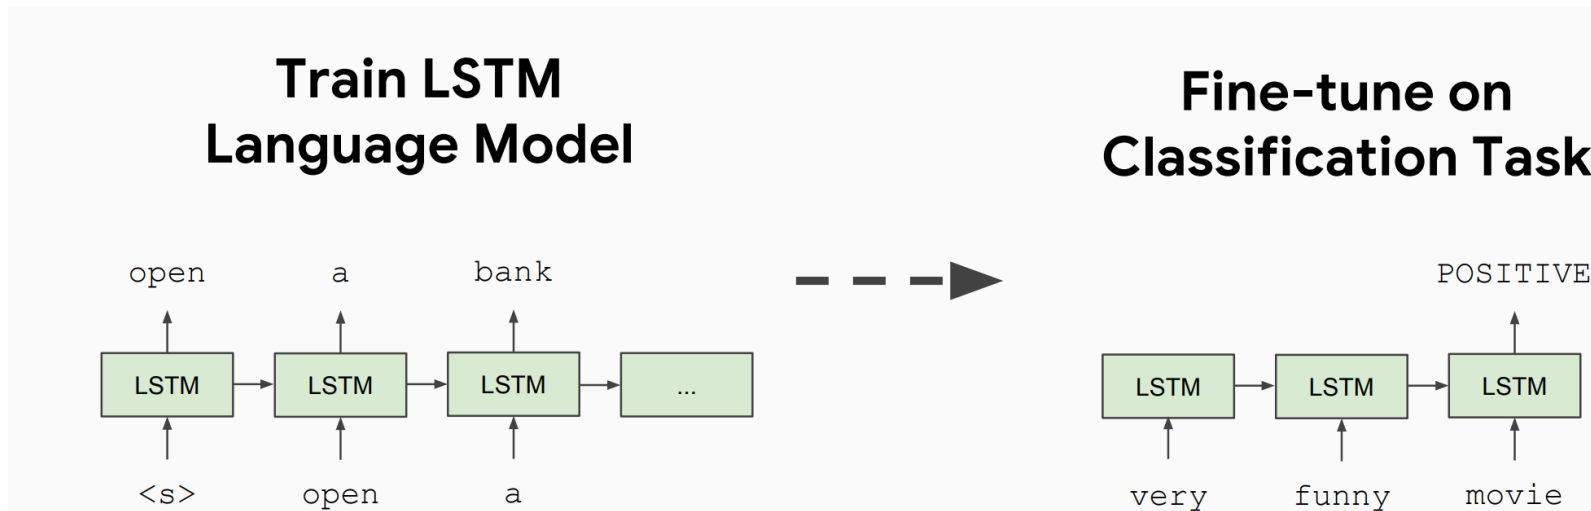 Train LSTM
Language Model
open a bank
LSTM LSTM LSTM ...
<s> open a
Fine-tune on
Classification Task
POSITIVE
LSTM LSTM LSTM
very funny movie